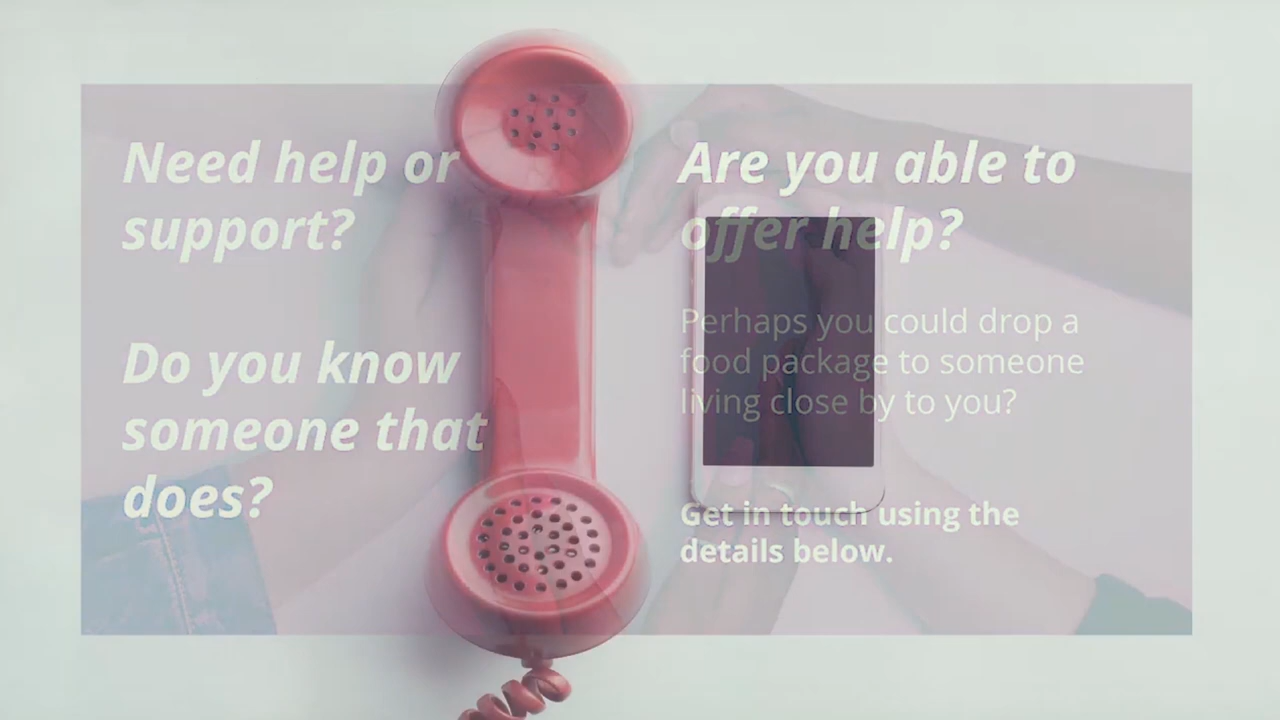 Need help or
support?
Do you know
someone that
does?
Are you able to
offer help?
Perhaps you could drop a
food package to someone
living close by to you?
Get in touch using the
details below.